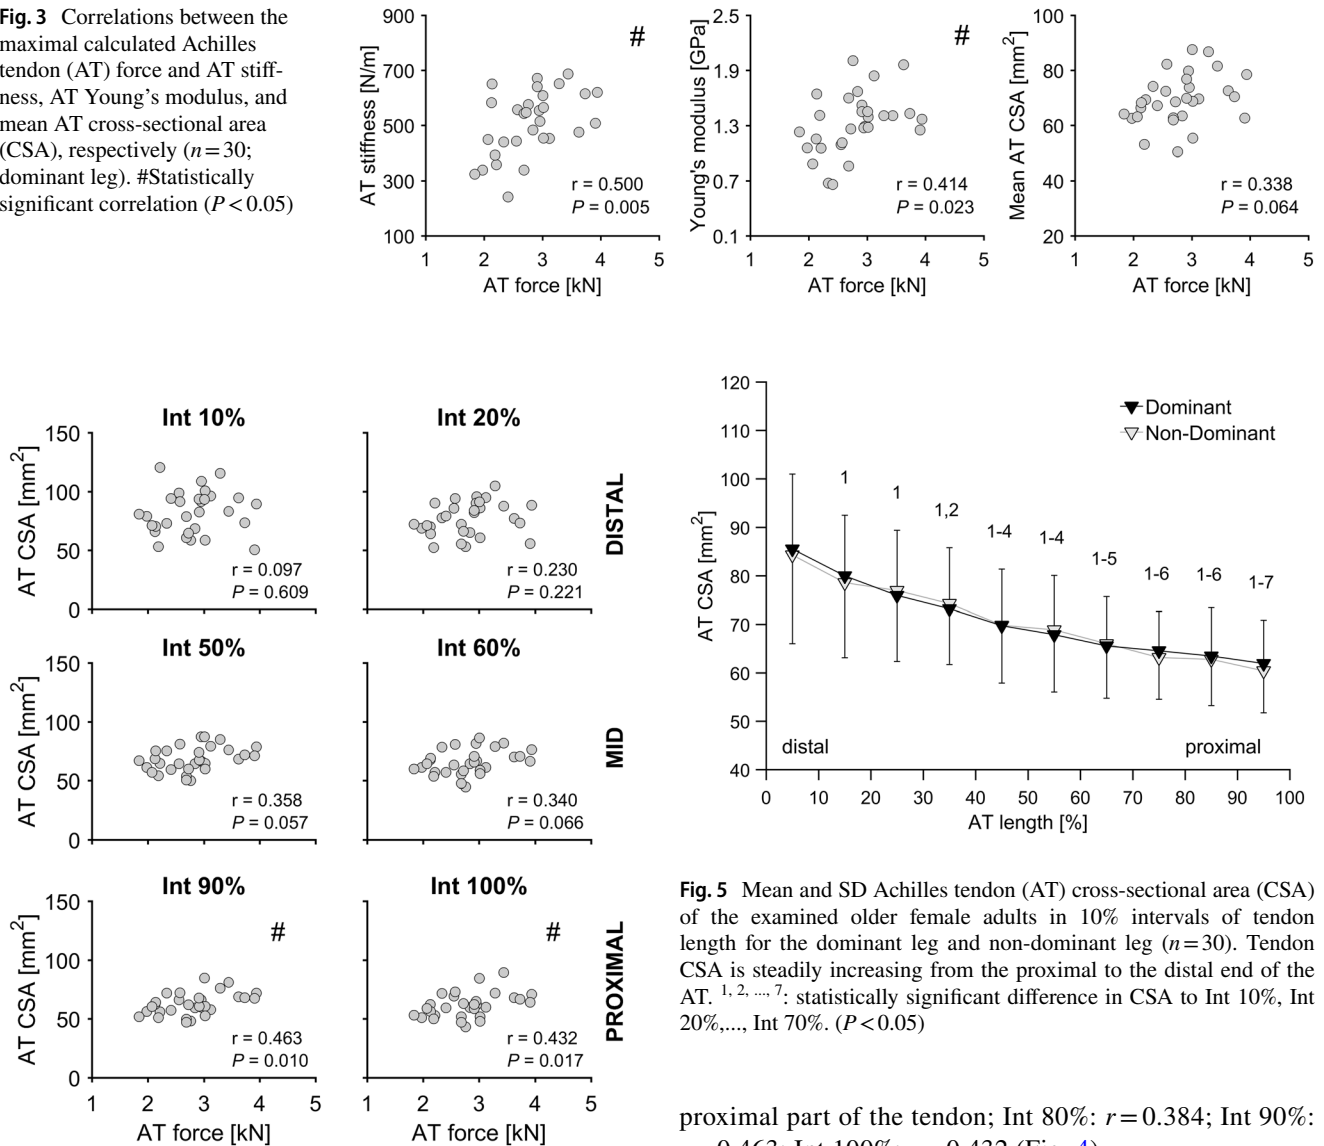 Fig. 3 Correlations between the
maximal calculated Achilles
tendon (AT) force and AT stiff-
ness, AT Young's modulus, and
mean AT cross-sectional area
(CSA), respectively (n = 30;
dominant leg). #Statistically
significant correlation (P < 0.05)
AT stiffness [N/m]
900
700
500
300
100
#
r = 0.500
P = 0.005
1 2 3 4 5
AT force [kN]
Young's modulus [GPa]
2.5
1.9
1.3
0.7
0.1
#
r = 0.414
P = 0.023
1 2 3 4 5
AT force [kN]
Mean AT CSA [mm²]
100
80
60
40
20
r = 0.338
P = 0.064
1 2 3 4 5
AT force [kN]
Int 10%
AT CSA [mm²]
150
100
50
0
r = 0.097
P = 0.609
Int 20%
r = 0.230
P = 0.221
DISTAL
Int 50%
AT CSA [mm²]
150
100
50
0
r = 0.358
P = 0.057
Int 60%
r = 0.340
P = 0.066
MID
Int 90%
AT CSA [mm²]
150
100
50
0
#
r = 0.463
P = 0.010
1 2 3 4 5
AT force [kN]
Int 100%
#
r = 0.432
P = 0.017
1 2 3 4 5
AT force [kN]
PROXIMAL
AT CSA [mm²]
120
110
100
90
80
70
60
50
40
Dominant
Non-Dominant
1
1
1,2
1-4
1-4
1-5
1-6
1-6
1-7
distal
proximal
0 10 20 30 40 50 60 70 80 90 100
AT length [%]
Fig. 5 Mean and SD Achilles tendon (AT) cross-sectional area (CSA)
of the examined older female adults in 10% intervals of tendon
length for the dominant leg and non-dominant leg (n = 30). Tendon
CSA is steadily increasing from the proximal to the distal end of the
AT. 1, 2, ..., 7: statistically significant difference in CSA to Int 10%, Int
20%,..., Int 70%. (P < 0.05)
proximal part of the tendon; Int 80%: r = 0.384; Int 90%:
0.463; Int 100%: 0.432 (Fig. 4)